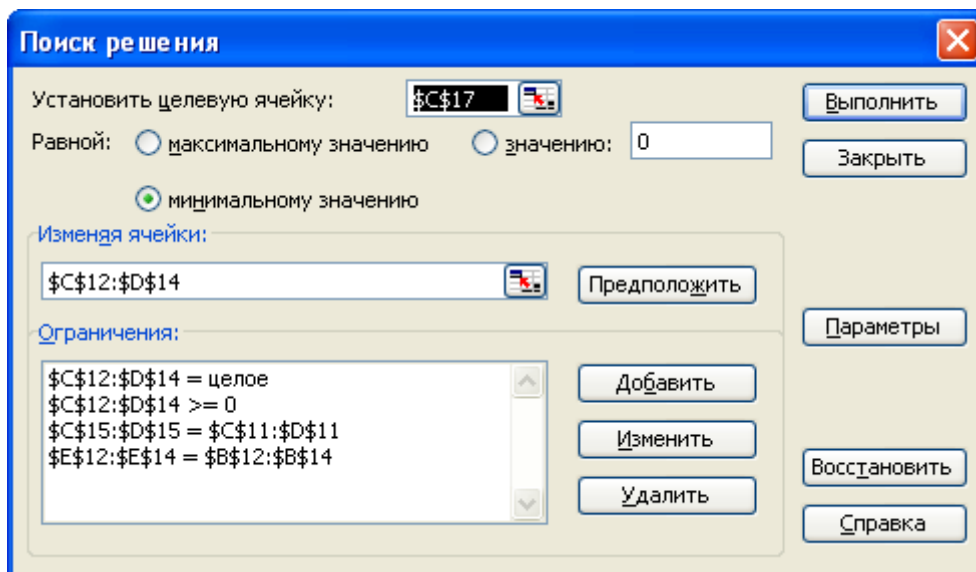 Поиск решения
Установить целевую ячейку: $C$17
Выполнить
Равной: максимальному значению значению: 0
Закрыть
минимальному значению
Изменяя ячейки:
$C$12:$D$14
Предположить
Ограничения:
Параметры
$C$12:$D$14 = целое
Добавить
$C$12:$D$14 >= 0
$C$15:$D$15 = $C$11:$D$11
Изменить
$E$12:$E$14 = $B$12:$B$14
Восстановить
Удалить
Справка